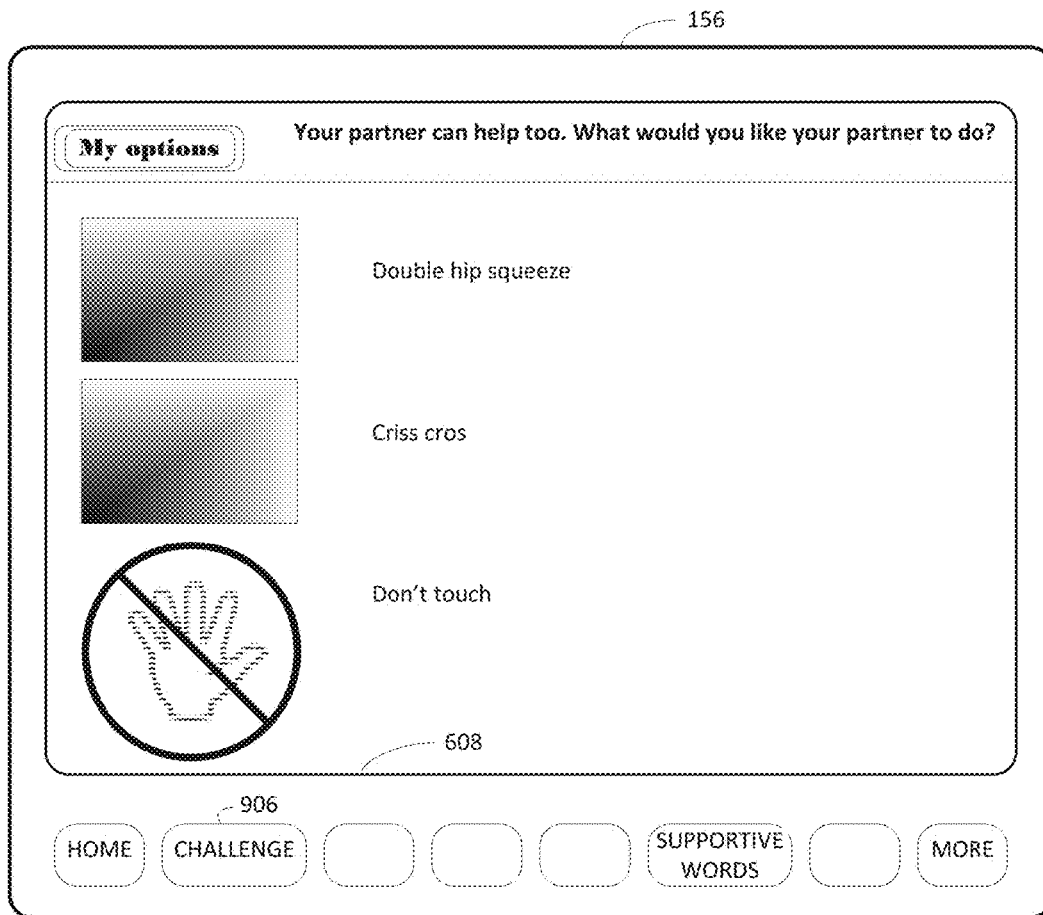 156
My options
Your partner can help too. What would you like your partner to do?
Double hip squeeze
Criss cros
Don't touch
608
906
HOME
CHALLENGE
SUPPORTIVE
WORDS
MORE